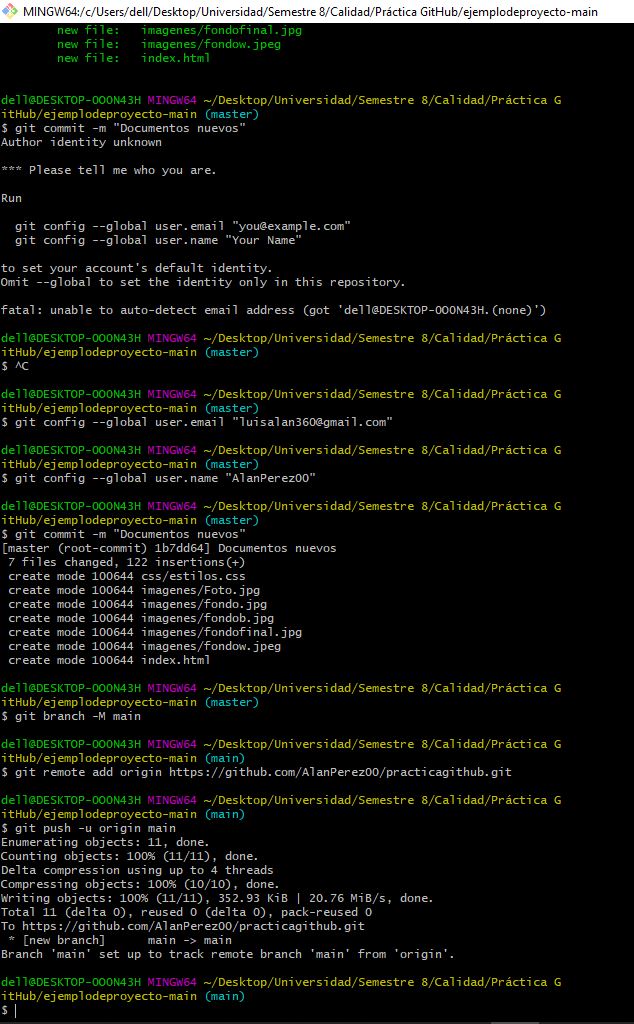 MINGW64:/c/Users/dell/Desktop/Universidad/Semestre 8/Calidad/Práctica GitHub/ejemplodeproyecto-main
        new file:   imagenes/fondofinal.jpg
        new file:   imagenes/fondow.jpeg
        new file:   index.html
dell@DESKTOP-OOON43H MINGW64 ~/Desktop/Universidad/Semestre 8/Calidad/Práctica G
itHub/ejemplodeproyecto-main (master)
$ git commit -m "Documentos nuevos"
Author identity unknown
*** Please tell me who you are.
Run
  git config --global user.email "you@example.com"
  git config --global user.name "Your Name"
to set your account's default identity.
Omit --global to set the identity only in this repository.
fatal: unable to auto-detect email address (got 'dell@DESKTOP-OOON43H.(none)')
dell@DESKTOP-OOON43H MINGW64 ~/Desktop/Universidad/Semestre 8/Calidad/Práctica G
itHub/ejemplodeproyecto-main (master)
$ ^C
dell@DESKTOP-OOON43H MINGW64 ~/Desktop/Universidad/Semestre 8/Calidad/Práctica G
itHub/ejemplodeproyecto-main (master)
$ git config --global user.email "luisalan360@gmail.com"
dell@DESKTOP-OOON43H MINGW64 ~/Desktop/Universidad/Semestre 8/Calidad/Práctica G
itHub/ejemplodeproyecto-main (master)
$ git config --global user.name "AlanPerez00"
dell@DESKTOP-OOON43H MINGW64 ~/Desktop/Universidad/Semestre 8/Calidad/Práctica G
itHub/ejemplodeproyecto-main (master)
$ git commit -m "Documentos nuevos"
[master (root-commit) 1b7dd64] Documentos nuevos
 7 files changed, 122 insertions(+)
 create mode 100644 css/estilos.css
 create mode 100644 imagenes/Foto.jpg
 create mode 100644 imagenes/fondo.jpg
 create mode 100644 imagenes/fondob.jpg
 create mode 100644 imagenes/fondofinal.jpg
 create mode 100644 imagenes/fondow.jpeg
 create mode 100644 index.html
dell@DESKTOP-OOON43H MINGW64 ~/Desktop/Universidad/Semestre 8/Calidad/Práctica G
itHub/ejemplodeproyecto-main (master)
$ git branch -M main
dell@DESKTOP-OOON43H MINGW64 ~/Desktop/Universidad/Semestre 8/Calidad/Práctica G
itHub/ejemplodeproyecto-main (main)
$ git remote add origin https://github.com/AlanPerez00/practicagithub.git
dell@DESKTOP-OOON43H MINGW64 ~/Desktop/Universidad/Semestre 8/Calidad/Práctica G
itHub/ejemplodeproyecto-main (main)
$ git push -u origin main
Enumerating objects: 11, done.
Counting objects: 100% (11/11), done.
Delta compression using up to 4 threads
Compressing objects: 100% (10/10), done.
Writing objects: 100% (11/11), 352.93 KiB | 20.76 MiB/s, done.
Total 11 (delta 0), reused 0 (delta 0), pack-reused 0
To https://github.com/AlanPerez00/practicagithub.git
 * [new branch]      main -> main
Branch 'main' set up to track remote branch 'main' from 'origin'.
dell@DESKTOP-OOON43H MINGW64 ~/Desktop/Universidad/Semestre 8/Calidad/Práctica G
itHub/ejemplodeproyecto-main (main)
$